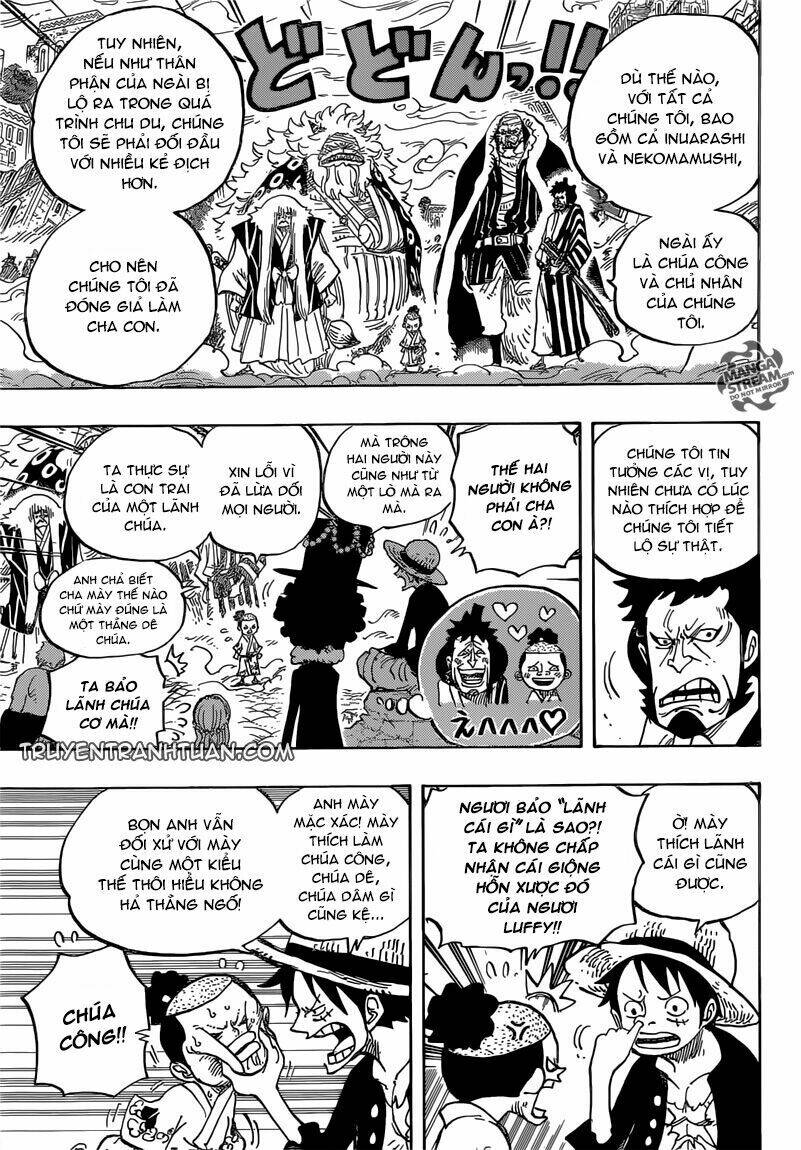 どどんっ!!
DÙ THẾ NÀO,
VỚI TẤT CẢ
CHÚNG TÔI, BAO
GỒM CẢ INUARASHI
VÀ NEKOMAMUSHI,
NGÀI ẤY
LÀ CHÚA CÔNG
VÀ CHỦ NHÂN
CỦA CHÚNG
TÔI.
TUY NHIÊN,
NẾU NHƯ THÂN
PHẬN CỦA NGÀI BỊ
LỘ RA TRONG QUÁ
TRÌNH CHU DU, CHÚNG
TÔI SẼ PHẢI ĐỐI ĐẦU
VỚI NHIỀU KẺ ĐỊCH
HƠN.
CHO NÊN
CHÚNG TÔI ĐÃ
ĐÓNG GIẢ LÀM
CHA CON.
MANGA
STREAM.com
DO NOT MIRROR
CHÚNG TÔI TIN
TƯỞNG CÁC VỊ, TUY
NHIÊN CHƯA CÓ LÚC
NÀO THÍCH HỢP ĐỂ
CHÚNG TÔI TIẾT
LỘ SỰ THẬT.
THẾ HAI
NGƯỜI KHÔNG
PHẢI CHA
CON À?!
MÀ TRÔNG
HAI NGƯỜI NÀY
CŨNG NHƯ TỪ
MỘT LÒ MÀ RA
MÀ.
えへへへ♡
XIN LỖI VÌ
ĐÃ LỪA DỐI
MỌI NGƯỜI.
TA THỰC SỰ
LÀ CON TRAI
CỦA MỘT LÃNH
CHÚA.
ANH CHẢ BIẾT
CHA MÀY THẾ NÀO
CHỨ MÀY ĐÚNG LÀ
MỘT THẰNG DÊ
CHÚA.
TA BẢO
LÃNH CHÚA
CƠ MÀ!!
TRUYENTRANHTUAN.COM
Ờ! MÀY
THÍCH LÃNH
CÁI GÌ CŨNG
ĐƯỢC.
NGƯƠI BẢO "LÃNH
CÁI GÌ" LÀ SAO?!
TA KHÔNG CHẤP
NHẬN CÁI GIỌNG
HỖN XƯỢC ĐÓ
CỦA NGƯƠI
LUFFY!!
ANH MÀY
MẶC XÁC! MÀY
THÍCH LÀM
CHÚA CÔNG,
CHÚA DÊ,
CHÚA DÂM GÌ
CŨNG KỆ...
BỌN ANH VẪN
ĐỐI XỬ VỚI MÀY
CÙNG MỘT KIỂU
THẾ THÔI HIỂU KHÔNG
HẢ THẰNG NGỐ!
CHÚA
CÔNG!!